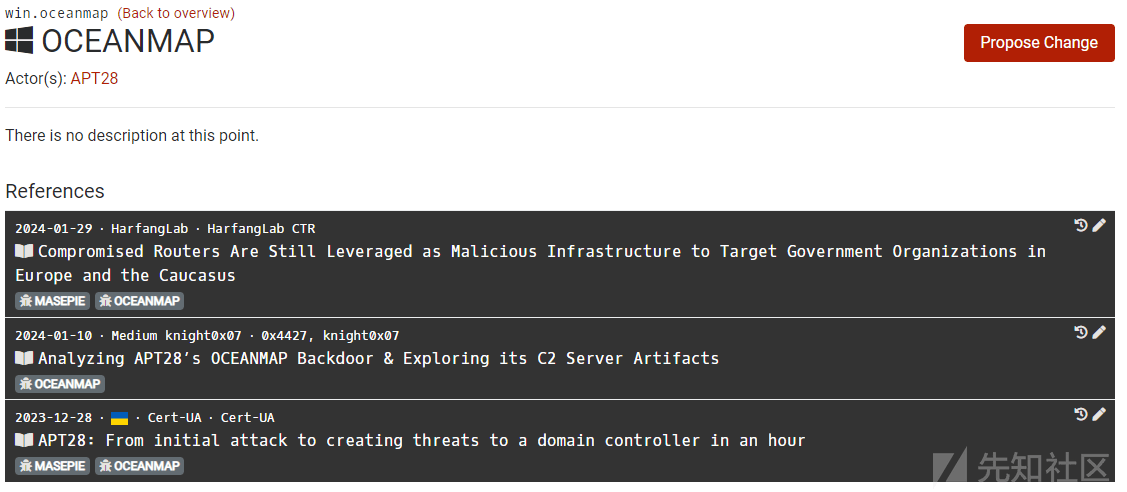 win.oceanmap (Back to overview)
OCEANMAP
Propose Change
Actor(s): APT28
There is no description at this point.
References
2024-01-29 · HarfangLab · HarfangLab CTR
Compromised Routers Are Still Leveraged as Malicious Infrastructure to Target Government Organizations in
Europe and the Caucasus
MASEPIE OCEANMAP
2024-01-10 · Medium knight0x07 · 0x4427, knight0x07
Analyzing APT28’s OCEANMAP Backdoor & Exploring its C2 Server Artifacts
OCEANMAP
2023-12-28 · · Cert-UA · Cert-UA
APT28: From initial attack to creating threats to a domain controller in an hour
MASEPIE OCEANMAP
先知社区